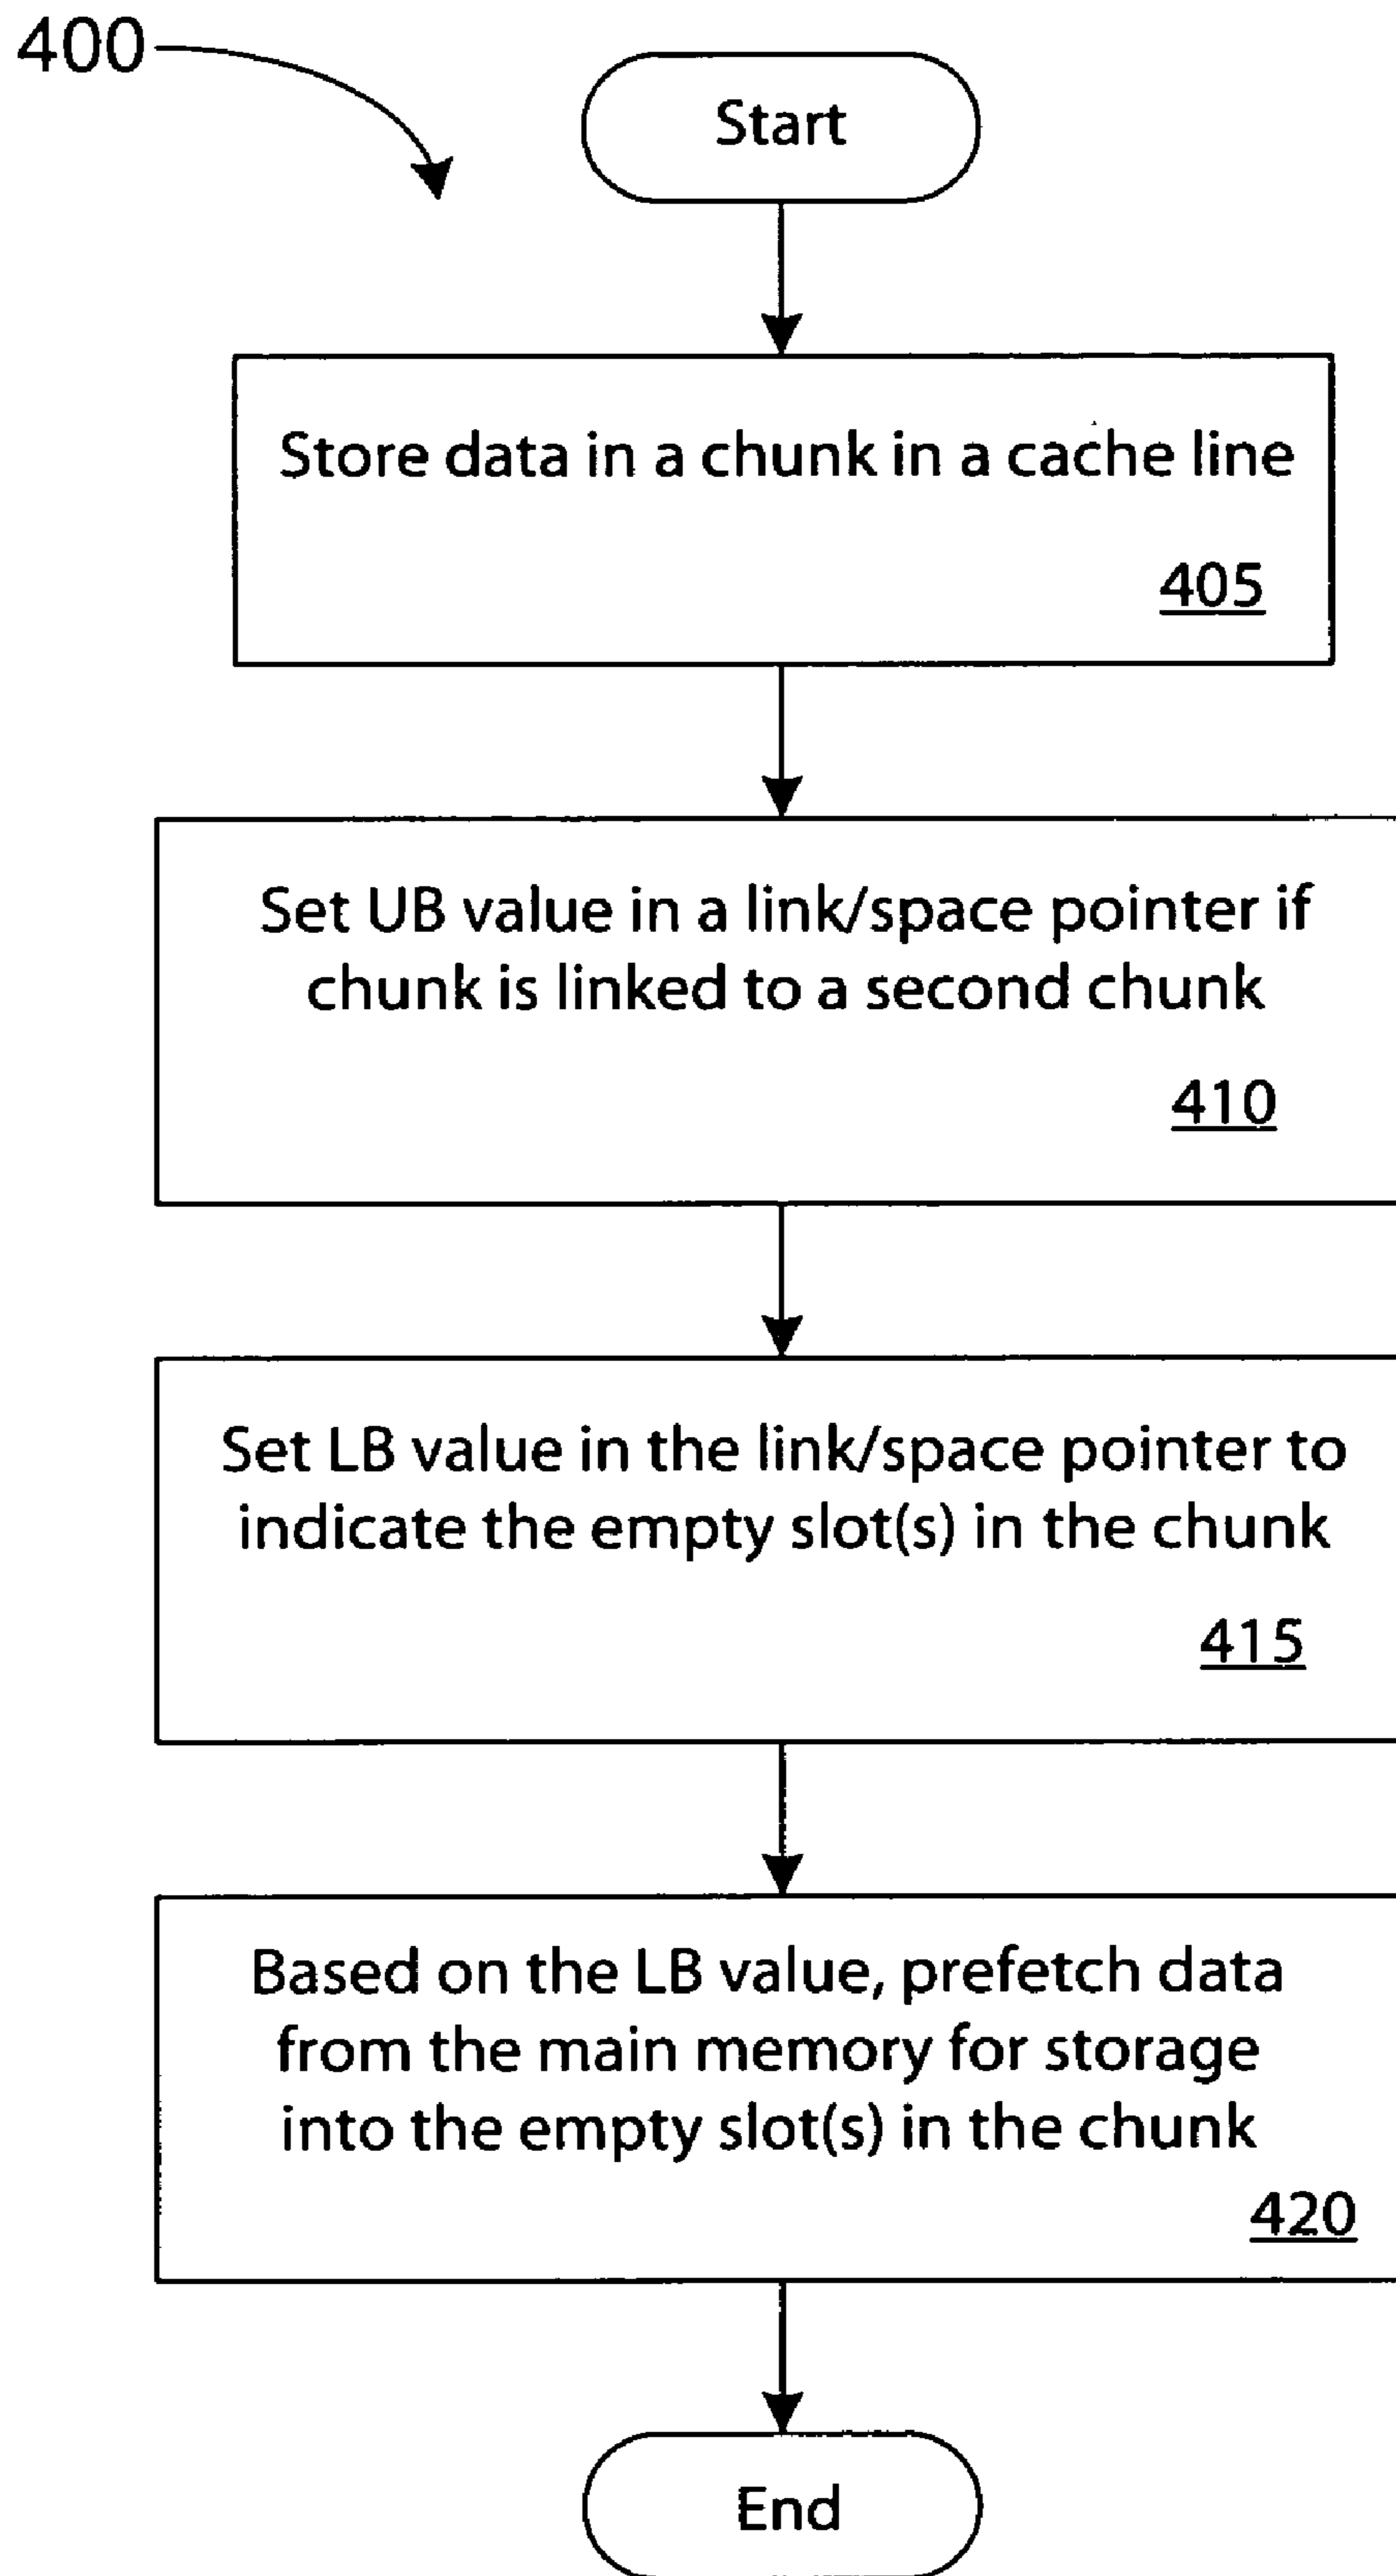 400
Start
Store data in a chunk in a cache line
405
Set UB value in a link/space pointer if
chunk is linked to a second chunk
410
Set LB value in the link/space pointer to
indicate the empty slot(s) in the chunk
415
Based on the LB value, prefetch data
from the main memory for storage
into the empty slot(s) in the chunk
420
End